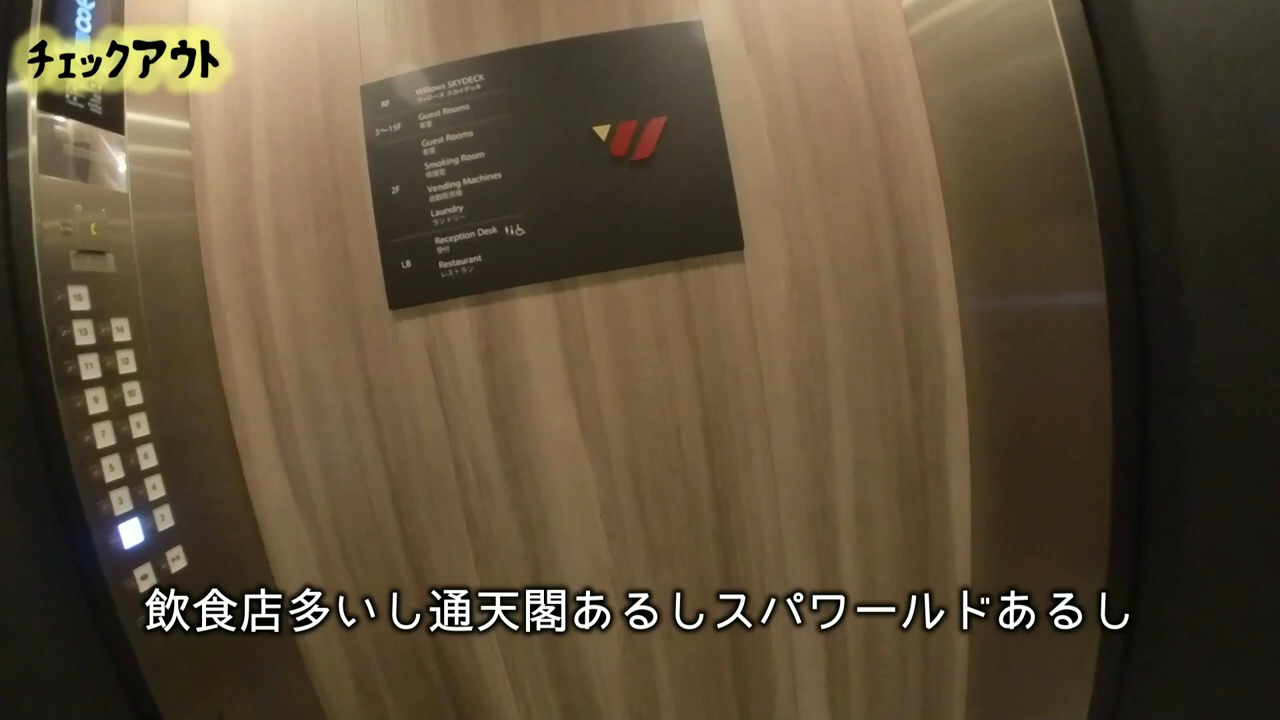 チェックアウト
RF
Willows SKYDECK
ウィローズ スカイデッキ
3〜15F
Guest Rooms
客室
Guest Rooms
客室
Smoking Room
喫煙室
2F
Vending Machines
自動販売機
Laundry
ランドリー
Reception Desk
受付
LB
Restaurant
レストラン
15
13 14
11 12
9 10
7 8
5 6
3 4
2
飲食店多いし通天閣あるしスパワールドあるし